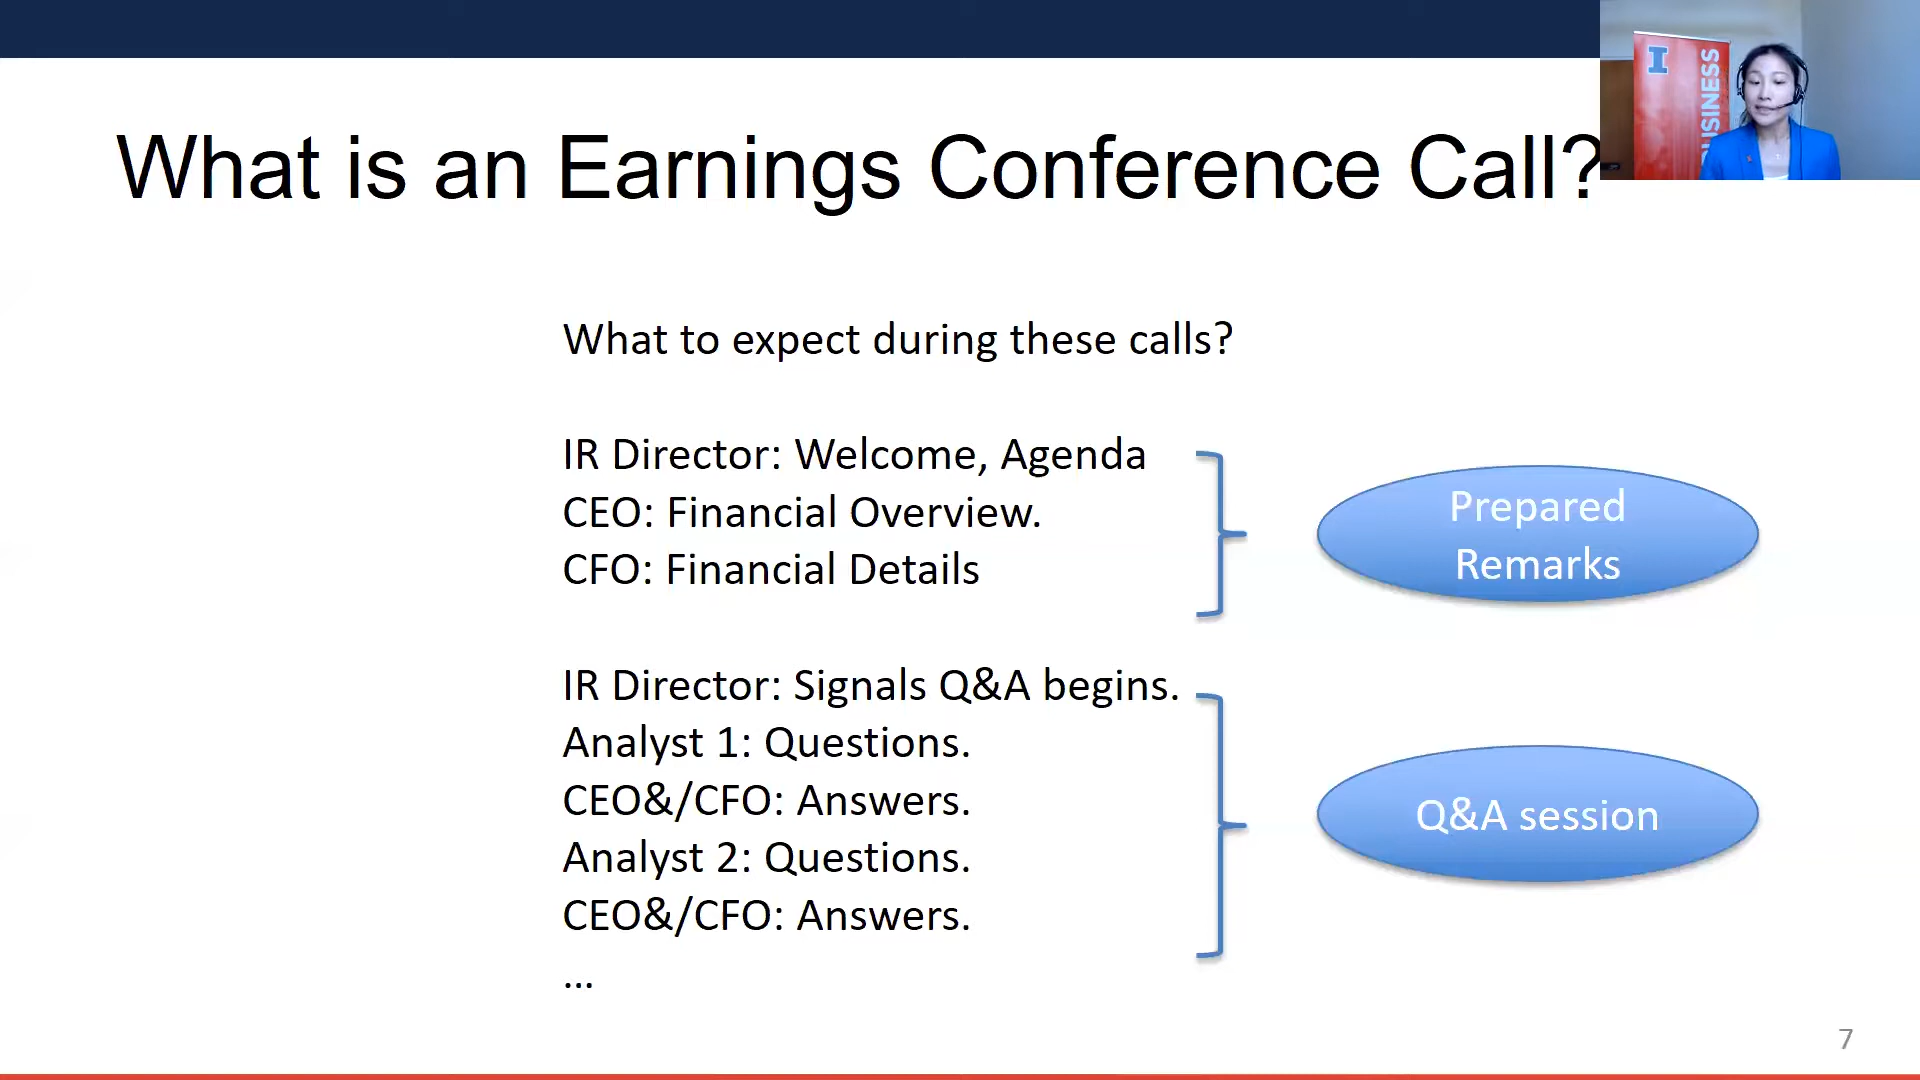 What is an Earnings Conference Call?
I
BUSINESS
What to expect during these calls?
IR Director: Welcome, Agenda
CEO: Financial Overview.
CFO: Financial Details
Prepared
Remarks
IR Director: Signals Q&A begins.
Analyst 1: Questions.
CEO&/CFO: Answers.
Analyst 2: Questions.
CEO&/CFO: Answers.
...
Q&A session
7